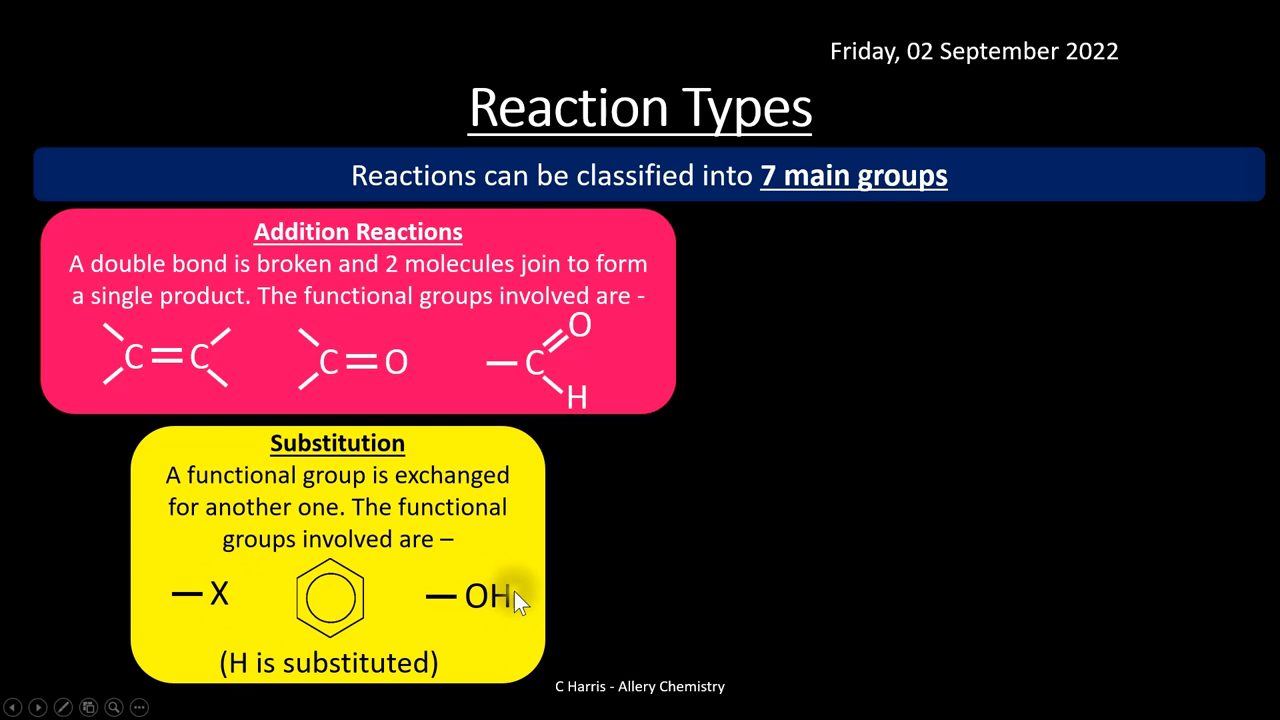 Friday, 02 September 2022
Reaction Types
Reactions can be classified into 7 main groups
Addition Reactions
A double bond is broken and 2 molecules join to form
a single product. The functional groups involved are -
C=C
C=O
— C
O
H
Substitution
A functional group is exchanged
for another one. The functional
groups involved are –
— X
— OH
(H is substituted)
C Harris - Allery Chemistry